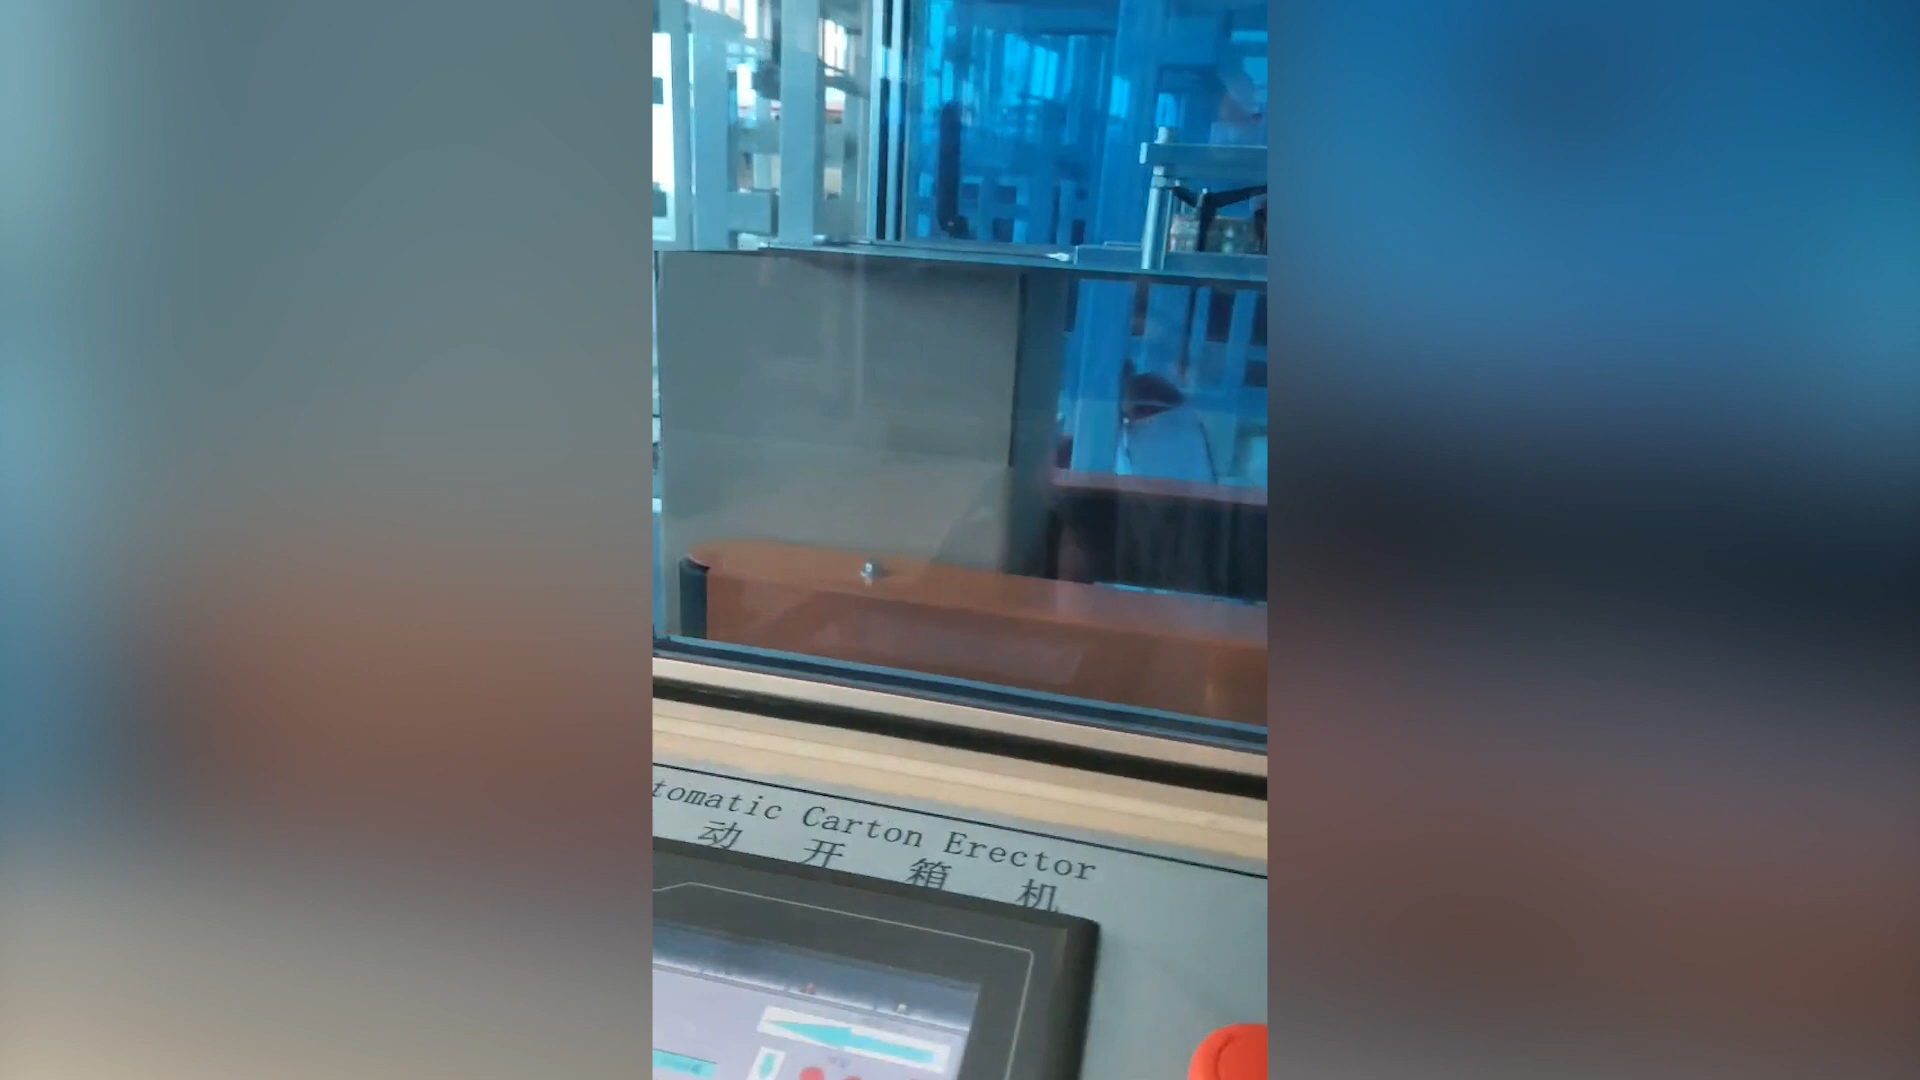 tomatic Carton Erector
动 开 箱 机